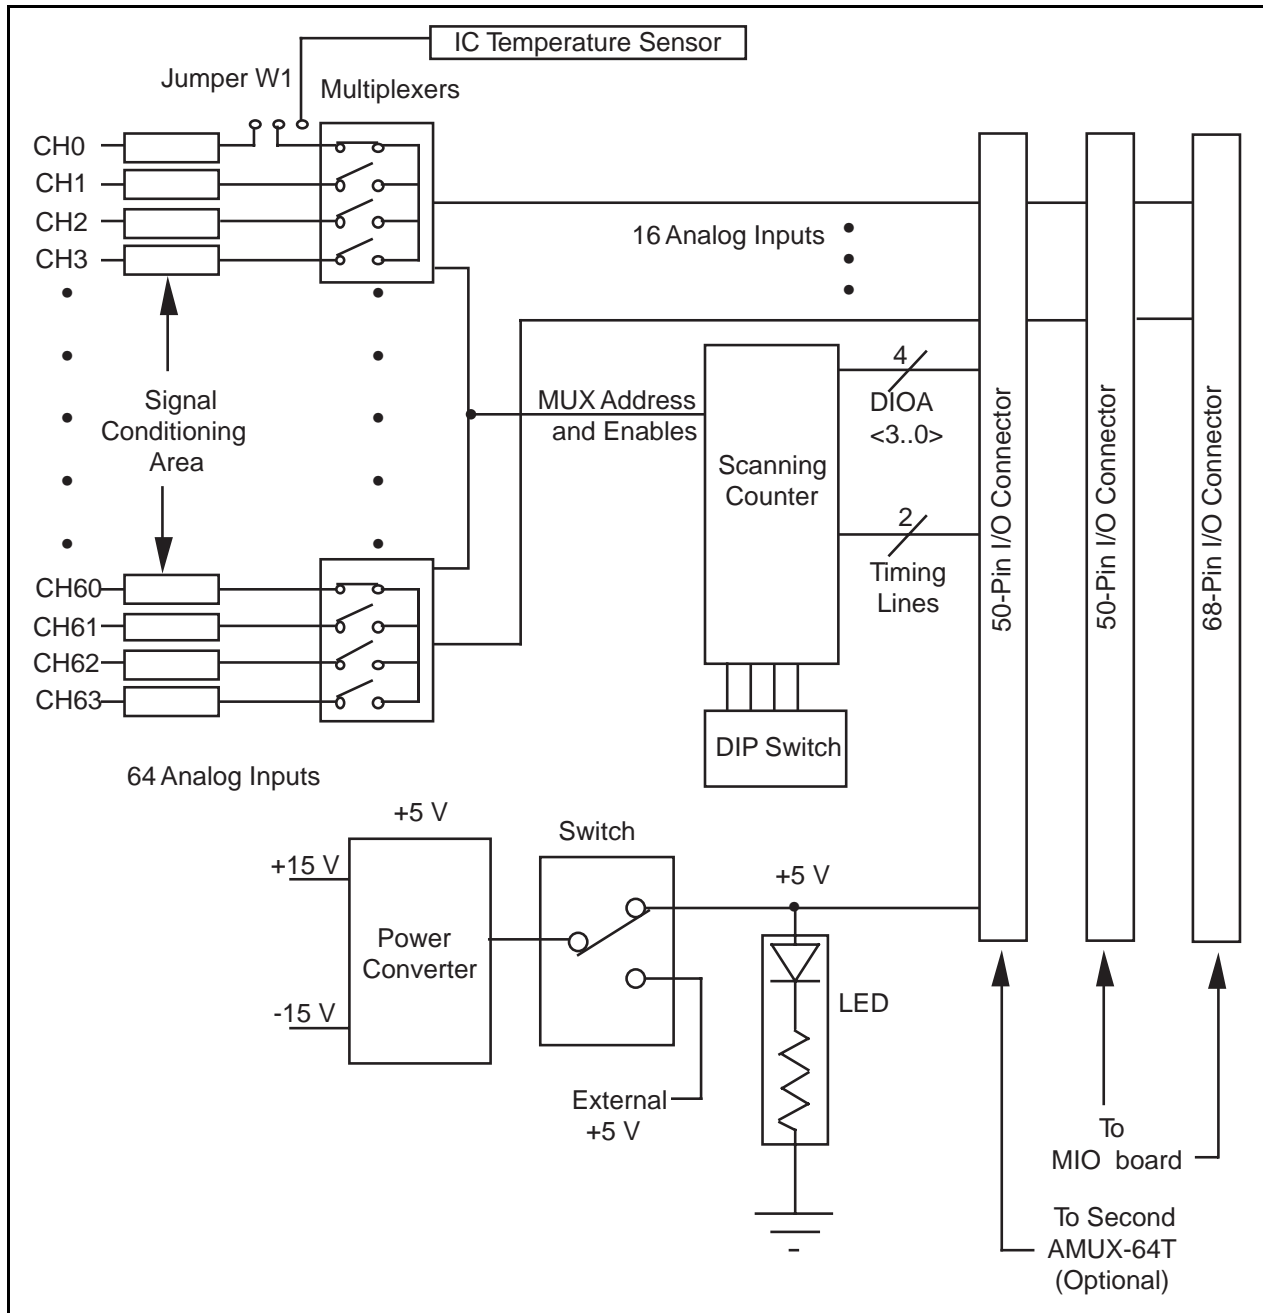 IC Temperature Sensor
Jumper W1
Multiplexers
CH0
CH1
CH2
CH3
16 Analog Inputs
Signal
Conditioning
Area
MUX Address
and Enables
Scanning
Counter
4
DIOA
<3..0>
2
Timing
Lines
50-Pin I/O Connector
50-Pin I/O Connector
68-Pin I/O Connector
CH60
CH61
CH62
CH63
DIP Switch
64 Analog Inputs
+5 V
Switch
+15 V
Power
Converter
-15 V
+5 V
LED
External
+5 V
To
MIO board
To Second
AMUX-64T
(Optional)